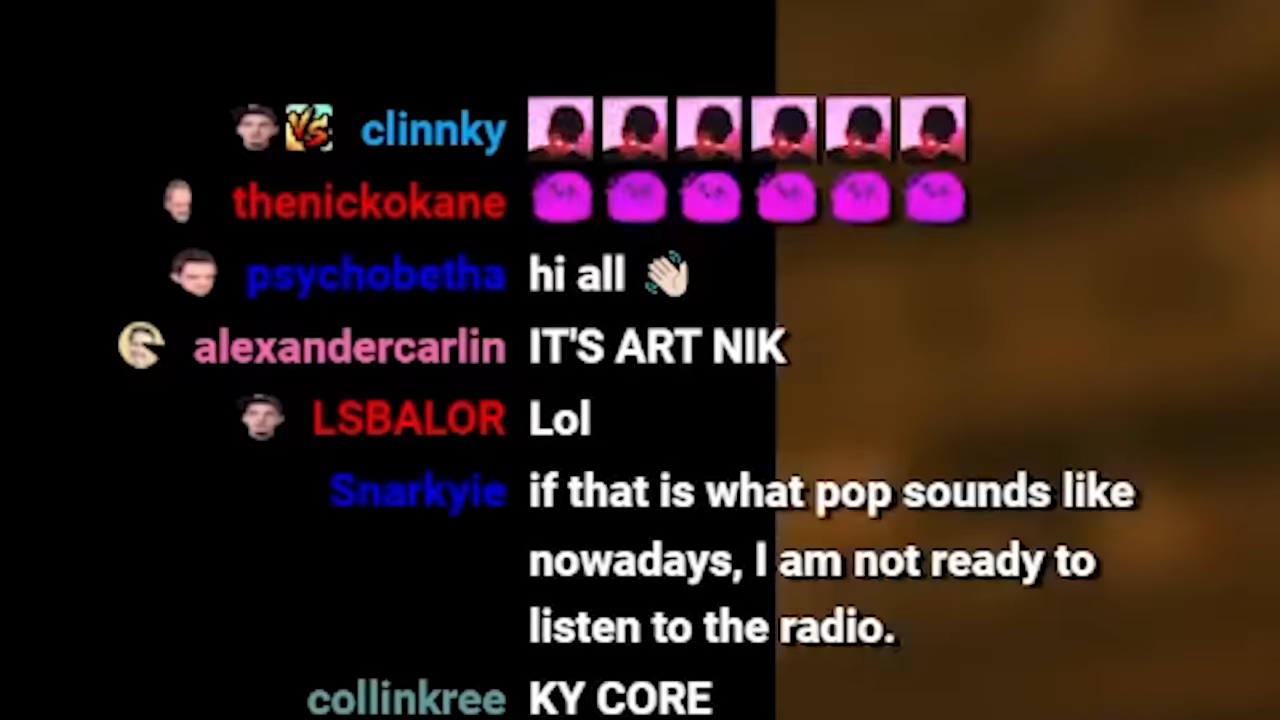 VS clinnky
thenickokane
psychobetha hi all 👋🏻
alexandercarlin IT'S ART NIK
LSBALOR Lol
Snarkyie if that is what pop sounds like
nowadays, I am not ready to
listen to the radio.
collinkree KY CORE